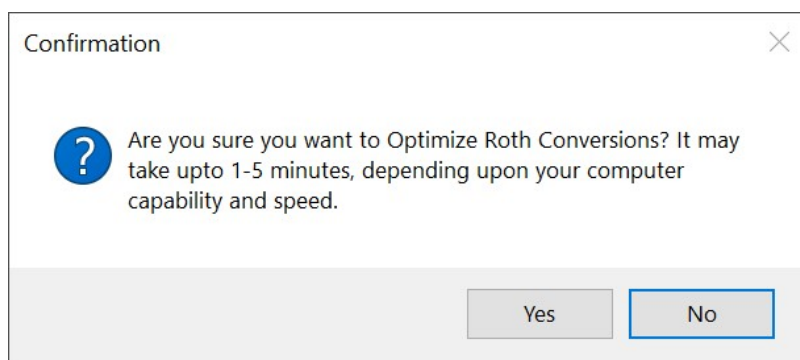 Confirmation
Are you sure you want to Optimize Roth Conversions? It may
take upto 1-5 minutes, depending upon your computer
capability and speed.
Yes
No